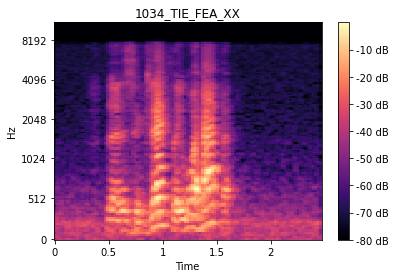 1034_TIE_FEA_XX
8192
4096
2048
1024
512
0
Hz
0
0.5
1
1.5
2
Time
-10 dB
-20 dB
-30 dB
-40 dB
-50 dB
-60 dB
-70 dB
-80 dB